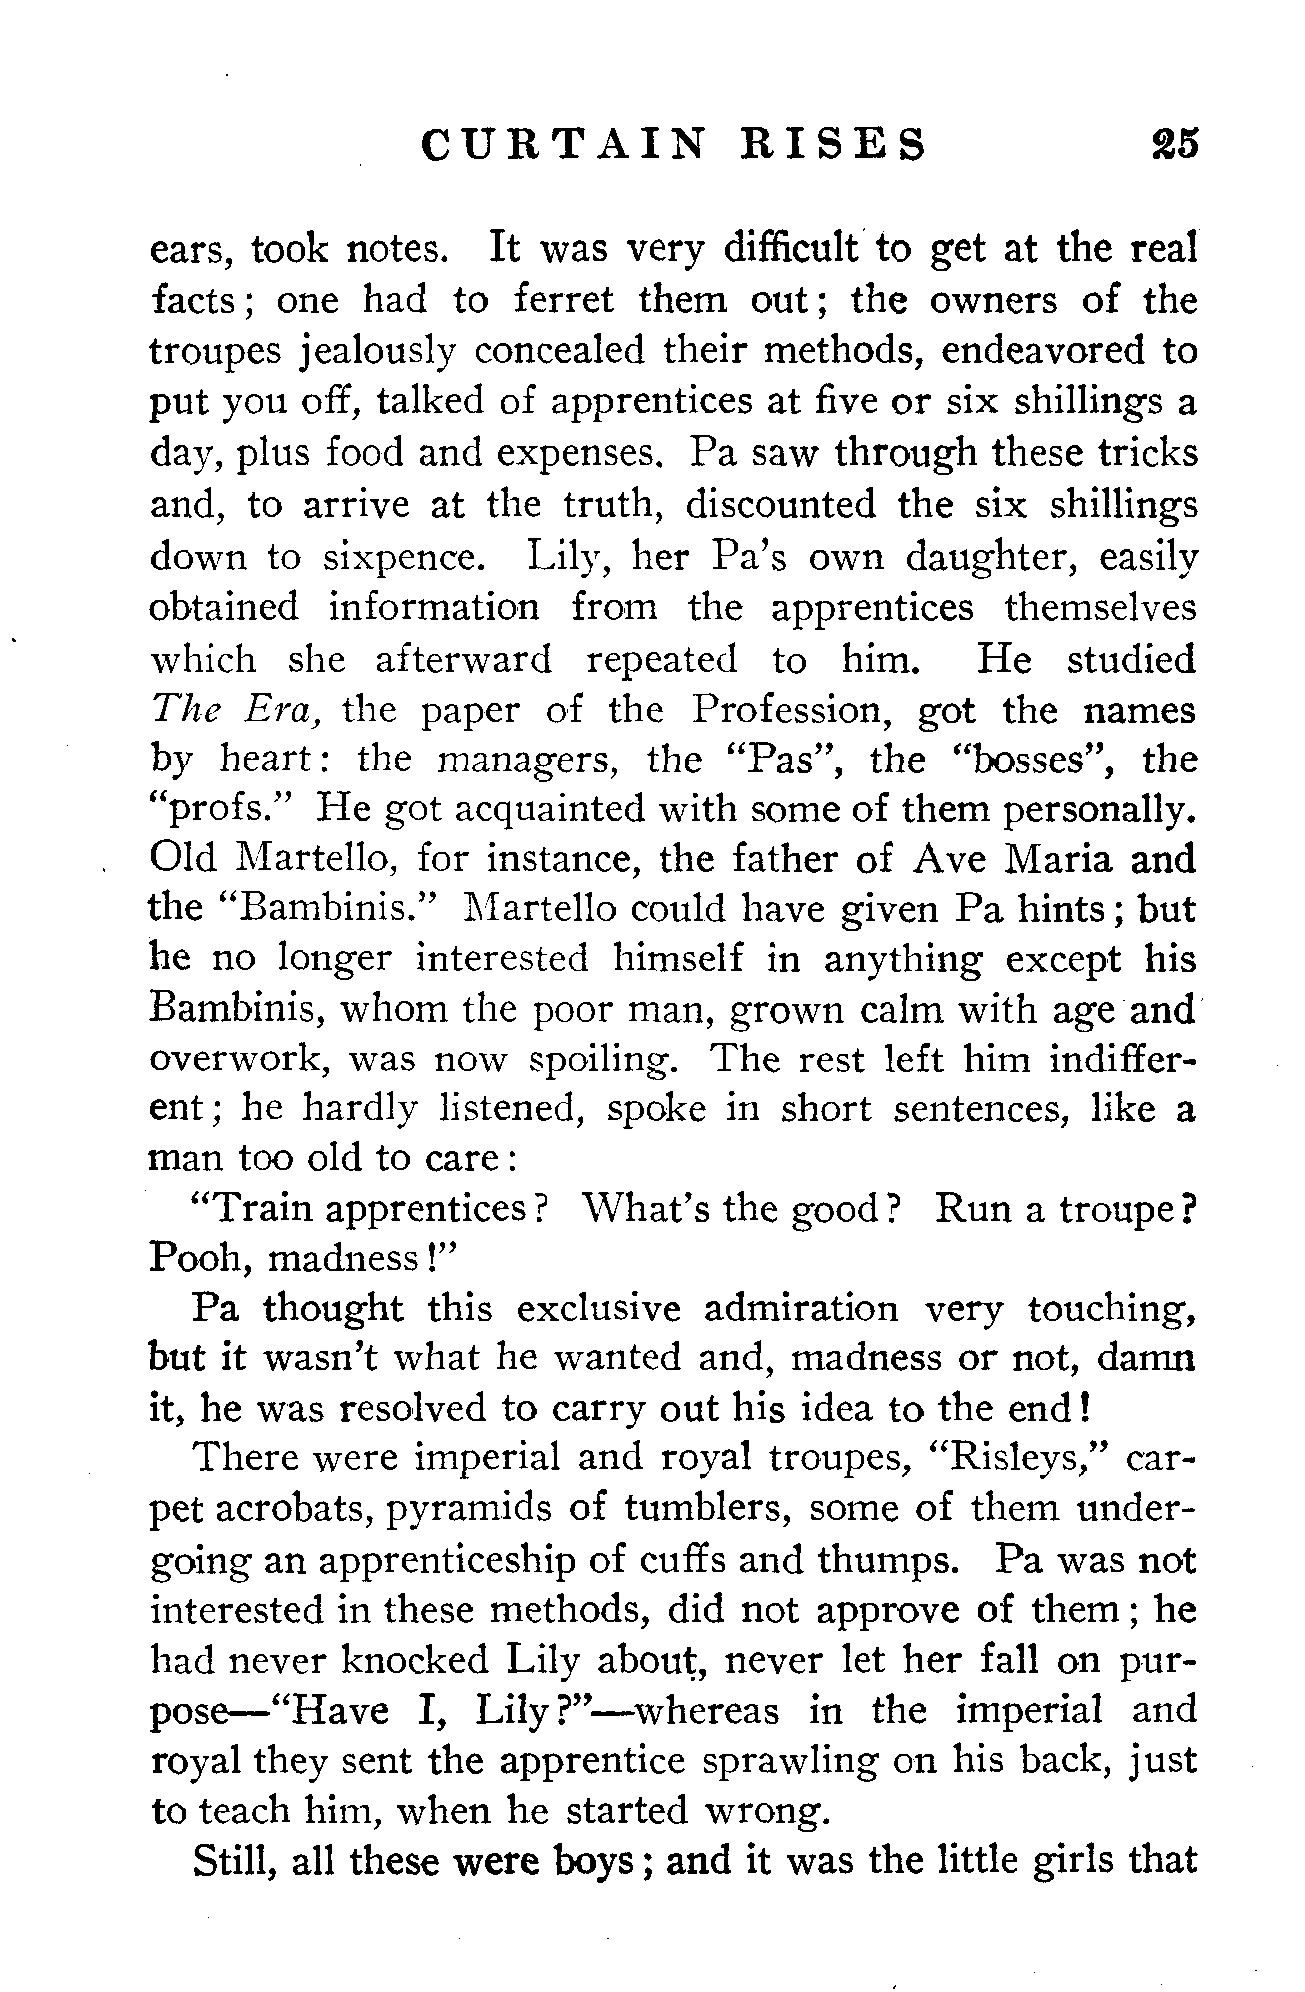 CURTAIN RISES 25
ears, took notes. It was very difficult to get at the real
facts; one had to ferret them out; the owners of the
troupes jealously concealed their methods, endeavored to
put you off, talked of apprentices at five or six shillings a
day, plus food and expenses. Pa saw through these tricks
and, to arrive at the truth, discounted the six shillings
down to sixpence. Lily, her Pa's own daughter, easily
obtained information from the apprentices themselves
which she afterward repeated to him. He studied
The Era, the paper of the Profession, got the names
by heart: the managers, the “Pas”, the “bosses”, the
“profs.” He got acquainted with some of them personally.
Old Martello, for instance, the father of Ave Maria and
the “Bambinis.” Martello could have given Pa hints; but
he no longer interested himself in anything except his
Bambinis, whom the poor man, grown calm with age and
overwork, was now spoiling. The rest left him indiffer-
ent; he hardly listened, spoke in short sentences, like a
man too old to care:
“Train apprentices? What's the good? Run a troupe?
Pooh, madness!”
Pa thought this exclusive admiration very touching,
but it wasn't what he wanted and, madness or not, damn
it, he was resolved to carry out his idea to the end!
There were imperial and royal troupes, “Risleys,” car-
pet acrobats, pyramids of tumblers, some of them under-
going an apprenticeship of cuffs and thumps. Pa was not
interested in these methods, did not approve of them; he
had never knocked Lily about, never let her fall on pur-
pose—“Have I, Lily?”—whereas in the imperial and
royal they sent the apprentice sprawling on his back, just
to teach him, when he started wrong.
Still, all these were boys; and it was the little girls that